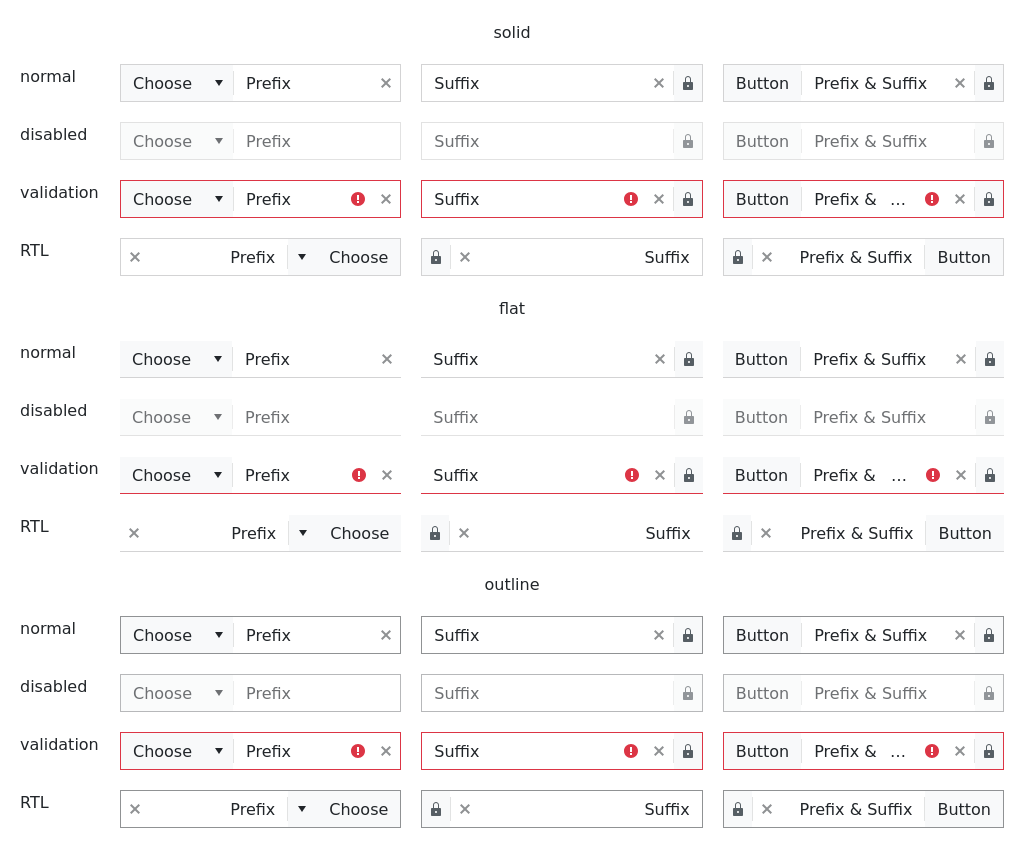 solid
normal Choose Prefix Suffix Button Prefix & Suffix
disabled Choose Prefix Suffix Button Prefix & Suffix
validation Choose Prefix Suffix Button Prefix & ...
RTL Prefix Choose Suffix Prefix & Suffix Button
flat
normal Choose Prefix Suffix Button Prefix & Suffix
disabled Choose Prefix Suffix Button Prefix & Suffix
validation Choose Prefix Suffix Button Prefix & ...
RTL Prefix Choose Suffix Prefix & Suffix Button
outline
normal Choose Prefix Suffix Button Prefix & Suffix
disabled Choose Prefix Suffix Button Prefix & Suffix
validation Choose Prefix Suffix Button Prefix & ...
RTL Prefix Choose Suffix Prefix & Suffix Button